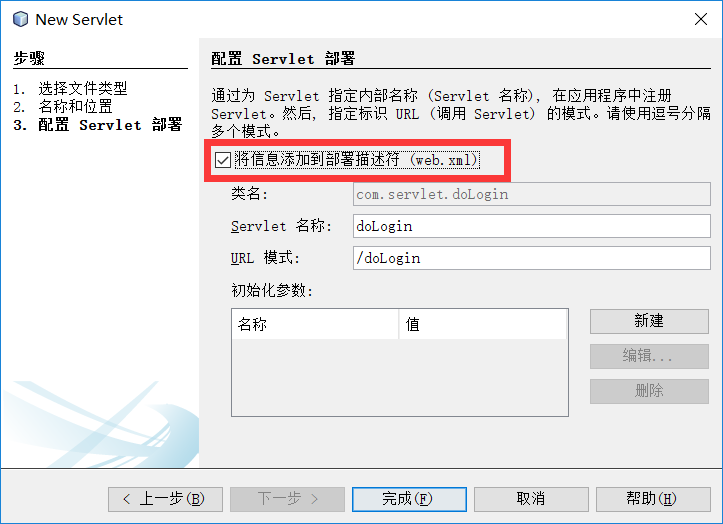 New Servlet
步骤
1. 选择文件类型
2. 名称和位置
3. 配置 Servlet 部署
配置 Servlet 部署
通过为 Servlet 指定内部名称 (Servlet 名称), 在应用程序中注册
Servlet。然后, 指定标识 URL (调用 Servlet) 的模式。请使用逗号分隔
多个模式。
将信息添加到部署描述符 (web.xml)
类名:
com.servlet.doLogin
Servlet 名称:
doLogin
URL 模式:
/doLogin
初始化参数:
名称
值
新建
编辑...
删除
< 上一步(B)
下一步 >
完成(F)
取消
帮助(H)